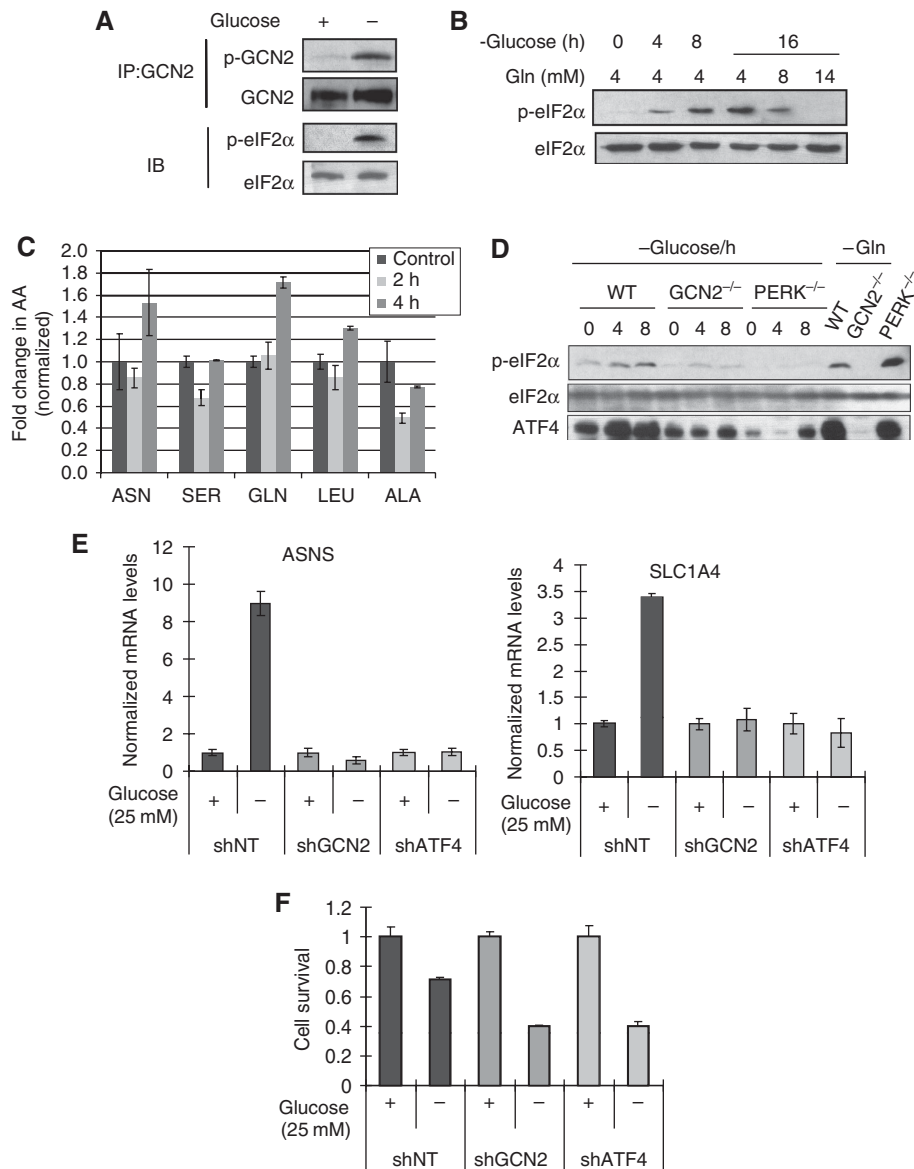 A
Glucose + −
IP:GCN2
p-GCN2
GCN2
IB
p-eIF2α
eIF2α
B
-Glucose (h) 0 4 8 16
Gln (mM) 4 4 4 4 8 14
p-eIF2α
eIF2α
C
Fold change in AA
(normalized)
2.0
1.8
1.6
1.4
1.2
1.0
0.8
0.6
0.4
0.2
0.0
Control
2 h
4 h
ASN SER GLN LEU ALA
D
−Glucose/h −Gln
WT GCN2−/− PERK−/− WT GCN2−/− PERK−/−
0 4 8 0 4 8 0 4 8
p-eIF2α
eIF2α
ATF4
E
ASNS
Normalized mRNA levels
12
10
8
6
4
2
0
Glucose
(25 mM)
+ − + − + −
shNT shGCN2 shATF4
SLC1A4
Normalized mRNA levels
4
3.5
3
2.5
2
1.5
1
0.5
0
Glucose
(25 mM)
+ − + − + −
shNT shGCN2 shATF4
F
Cell survival
1.2
1
0.8
0.6
0.4
0.2
0
Glucose
(25 mM)
+ − + − + −
shNT shGCN2 shATF4